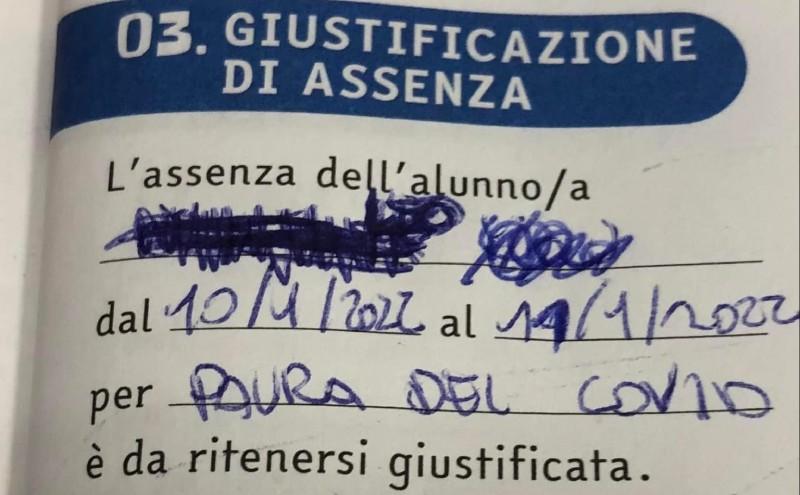 03. GIUSTIFICAZIONE
DI ASSENZA
L'assenza dell'alunno/a
dal 10/1/2022 al 11/1/2022
per PAURA DEL COVID
è da ritenersi giustificata.